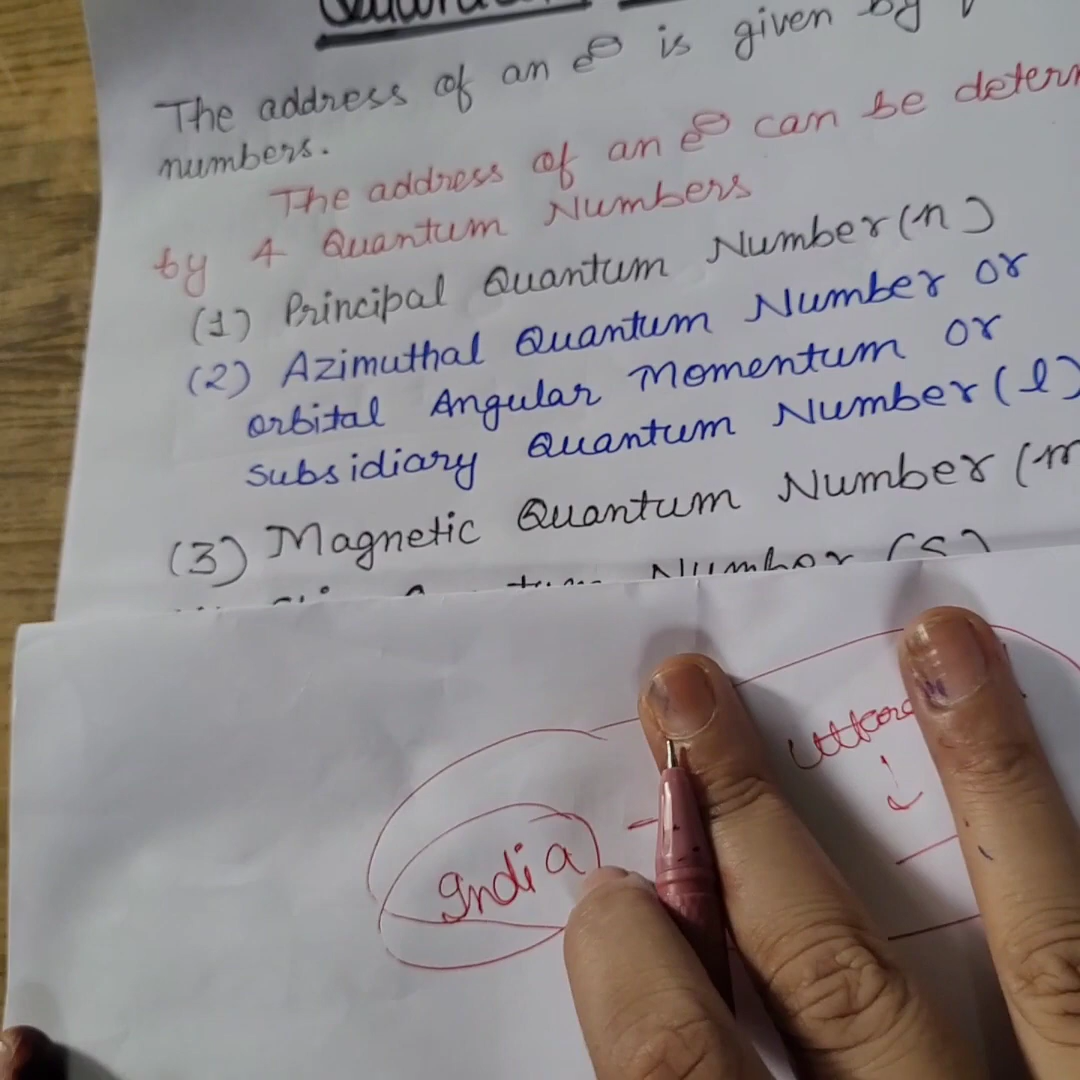 The address of an e⊖ is given by
numbers.
The address of an e⊖ can be
by 4 Quantum Numbers
(1) Principal Quantum Number(n)
(2) Azimuthal Quantum Number or
orbital Angular Momentum or
subsidiary Quantum Number(l)
(3) Magnetic Quantum Number (m
Number (s)
India